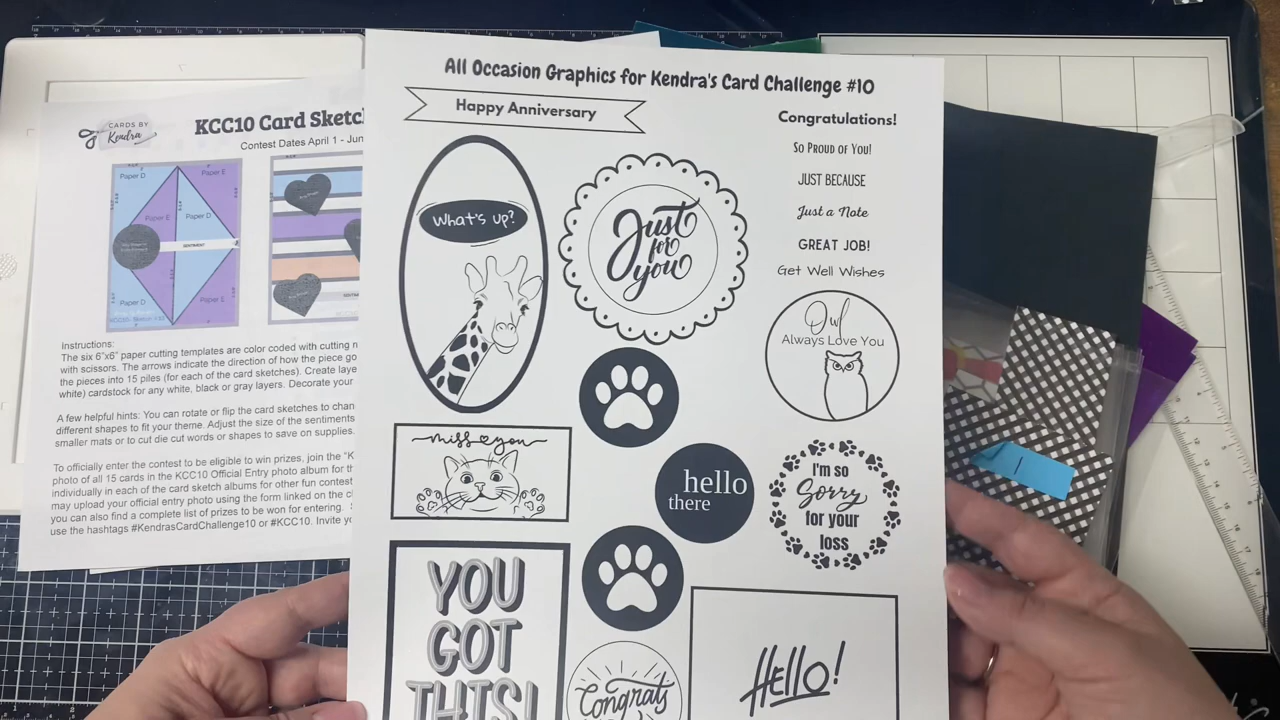 All Occasion Graphics for Kendra's Card Challenge #10
Happy Anniversary
Congratulations!
So Proud of You!
JUST BECAUSE
Just a Note
GREAT JOB!
Get Well Wishes
What's up?
Just
for
you
Owl
Always Love You
miss you
hello
there
I'm so
Sorry
for your
loss
YOU
GOT
THIS!
Congrats
HELLO!
CARDS BY
Kendra
KCC10 Card Sketch
Contest Dates April 1 - Jun
Paper D
Paper E
Paper E
Paper D
SENTIMENT
Paper D
Paper E
Instructions:
The six 6"x6" paper cutting templates are color coded with cutting
with scissors. The arrows indicate the direction of how the piece go
the pieces into 15 piles (for each of the card sketches). Create laye
white) cardstock for any white, black or gray layers. Decorate your
A few helpful hints: You can rotate or flip the card sketches to chan
different shapes to fit your theme. Adjust the size of the sentiments
smaller mats or to cut die cut words or shapes to save on supplies.
To officially enter the contest to be eligible to win prizes, join the "K
photo of all 15 cards in the KCC10 Official Entry photo album for th
individually in each of the card sketch albums for other fun contest
may upload your official entry photo using the form linked on the c
you can also find a complete list of prizes to be won for entering.
use the hashtags #KendrasCardChallenge10 or #KCC10. Invite yo